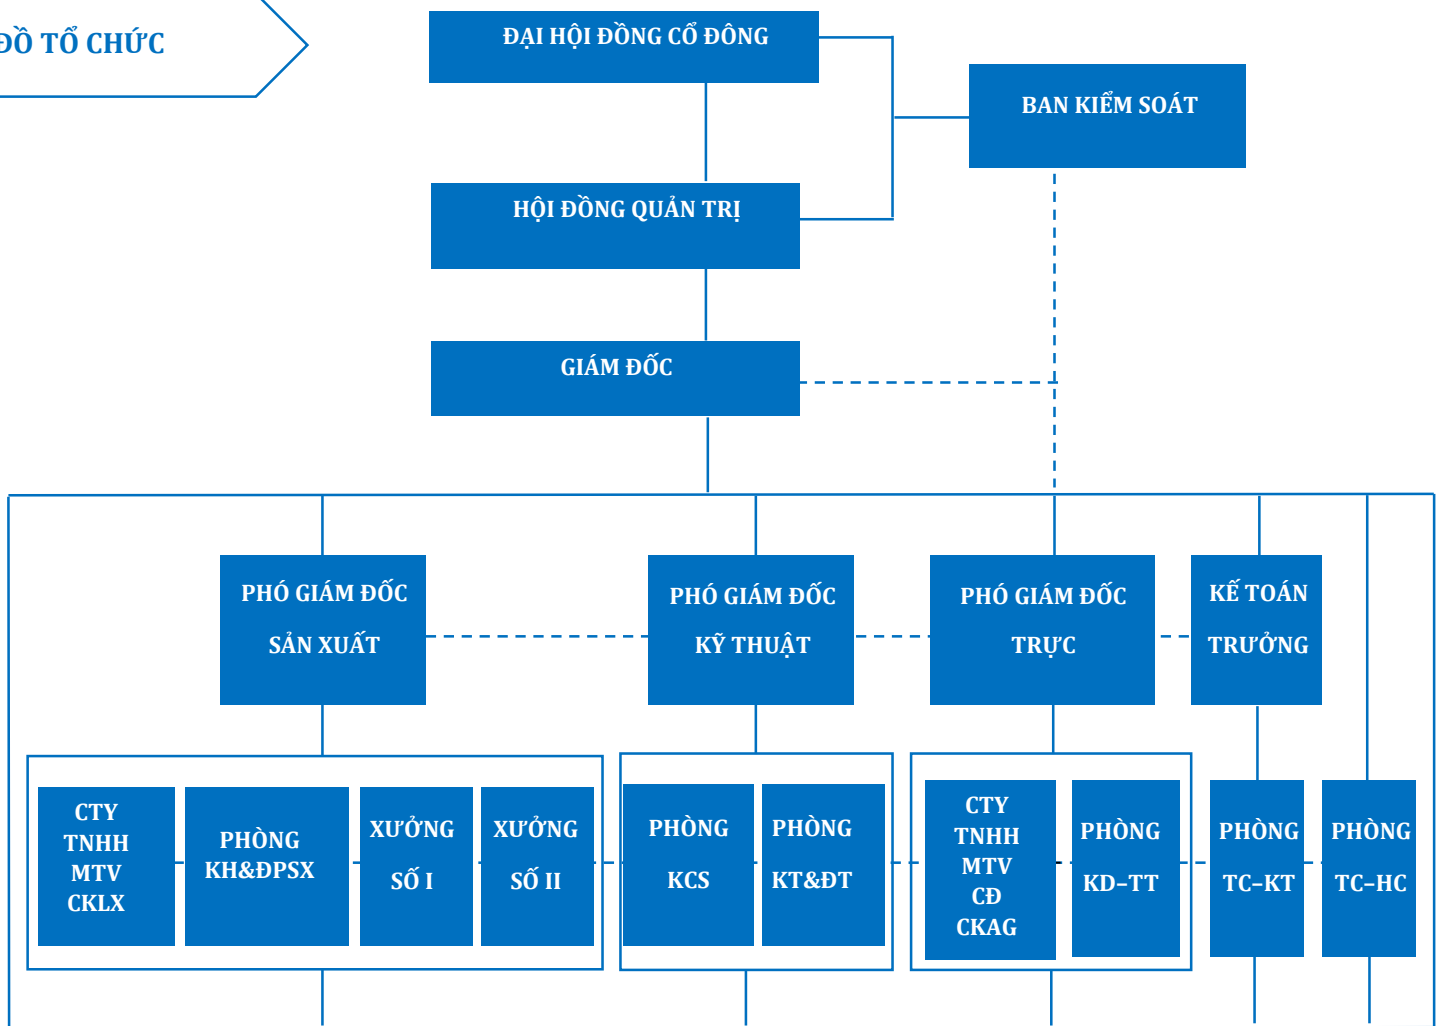 ĐỒ TỔ CHỨC
ĐẠI HỘI ĐỒNG CỔ ĐÔNG
BAN KIỂM SOÁT
HỘI ĐỒNG QUẢN TRỊ
GIÁM ĐỐC
PHÓ GIÁM ĐỐC
SẢN XUẤT
PHÓ GIÁM ĐỐC
KỸ THUẬT
PHÓ GIÁM ĐỐC
TRỰC
KẾ TOÁN
TRƯỞNG
CTY
TNHH
MTV
CKLX
PHÒNG
KH&ĐPSX
XƯỞNG
SỐ I
XƯỞNG
SỐ II
PHÒNG
KCS
PHÒNG
KT&ĐT
CTY
TNHH
MTV
CĐ
CKAG
PHÒNG
KD–TT
PHÒNG
TC–KT
PHÒNG
TC–HC